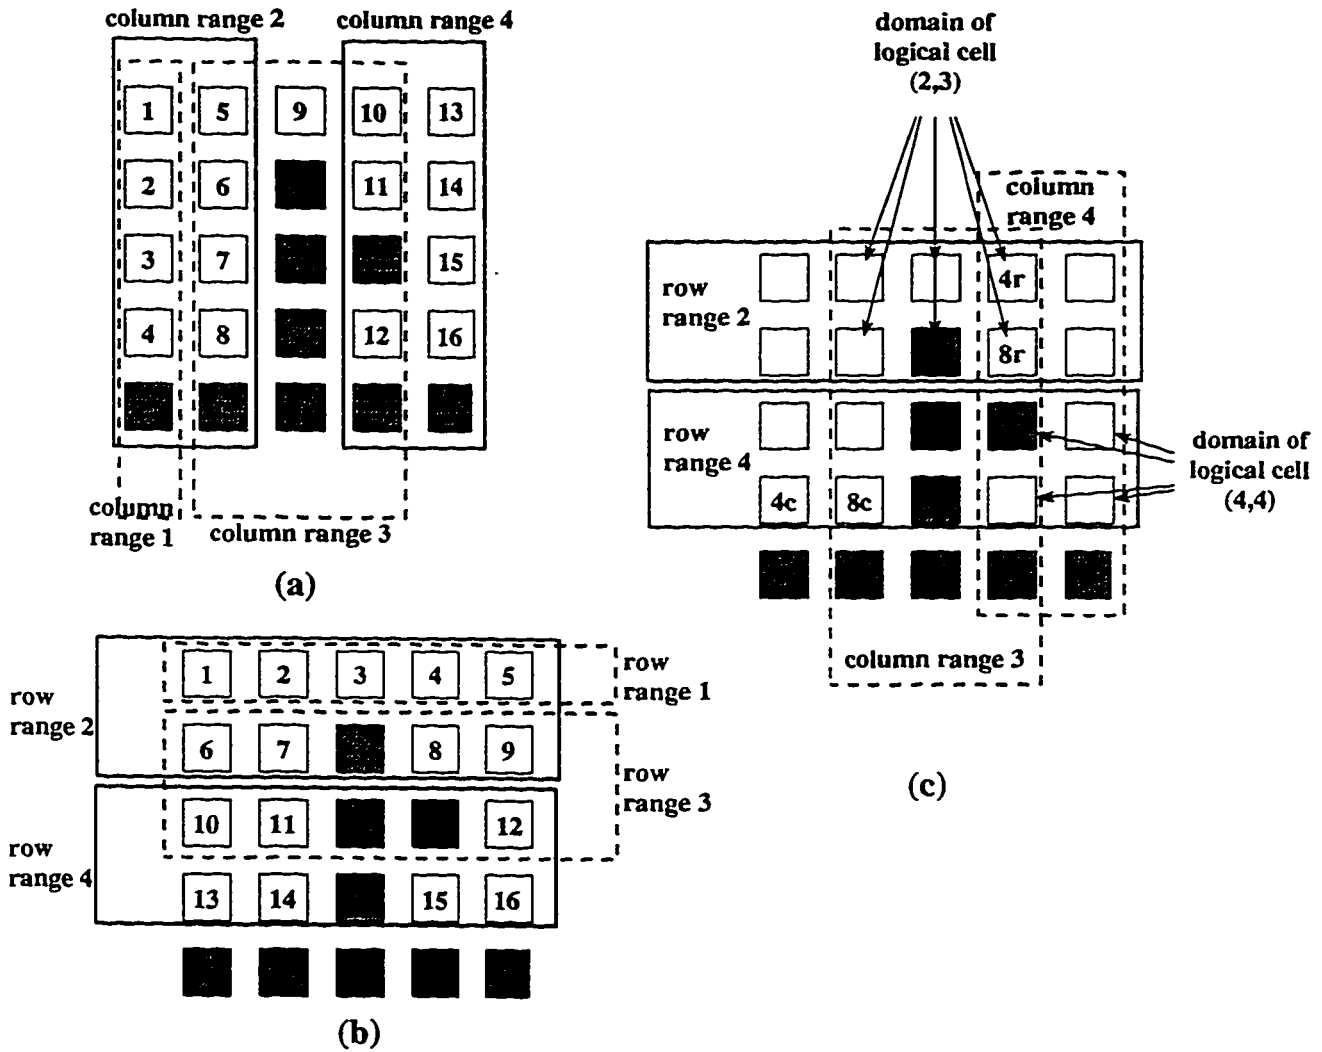 column range 2
column range 4
1 5 9 10 13
2 6 11 14
3 7 15
4 8 12 16
column
range 1
column range 3
(a)
row
range 2
1 2 3 4 5
row
range 1
6 7 8 9
row
range 3
row
range 4
10 11 12
13 14 15 16
(b)
domain of
logical cell
(2,3)
column
range 4
row
range 2
4r
8r
row
range 4
4c 8c
domain of
logical cell
(4,4)
column range 3
(c)